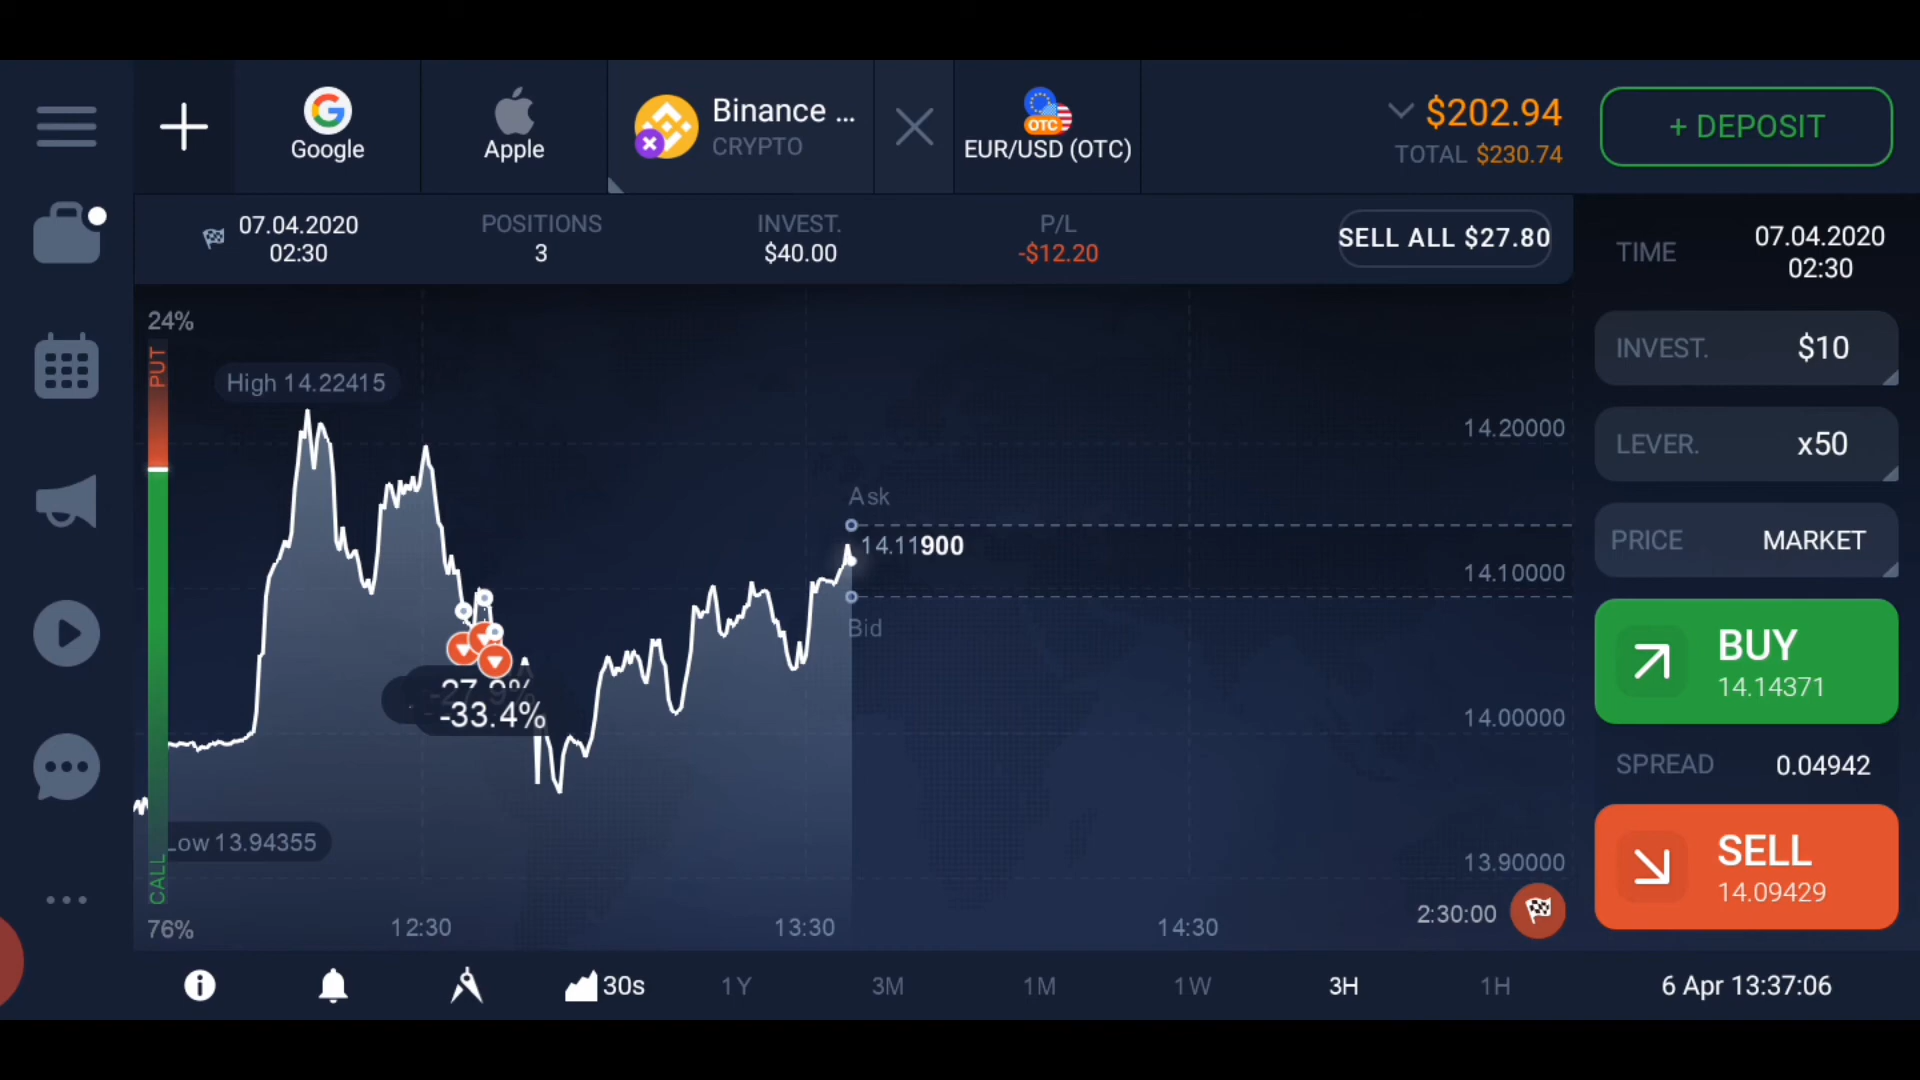 Google
Apple
Binance ...
CRYPTO
OTC
EUR/USD (OTC)
$202.94
TOTAL $230.74
+ DEPOSIT
07.04.2020
02:30
POSITIONS
3
INVEST.
$40.00
P/L
-$12.20
SELL ALL $27.80
TIME
07.04.2020
02:30
INVEST.
$10
LEVER.
x50
PRICE
MARKET
BUY
14.14371
SPREAD
0.04942
SELL
14.09429
24%
PUT
High 14.22415
14.20000
Ask
14.11900
14.10000
Bid
-27.9%
-33.4%
14.00000
Low 13.94355
13.90000
CALL
76%
12:30
13:30
14:30
2:30:00
30s
1Y
3M
1M
1W
3H
1H
6 Apr 13:37:06